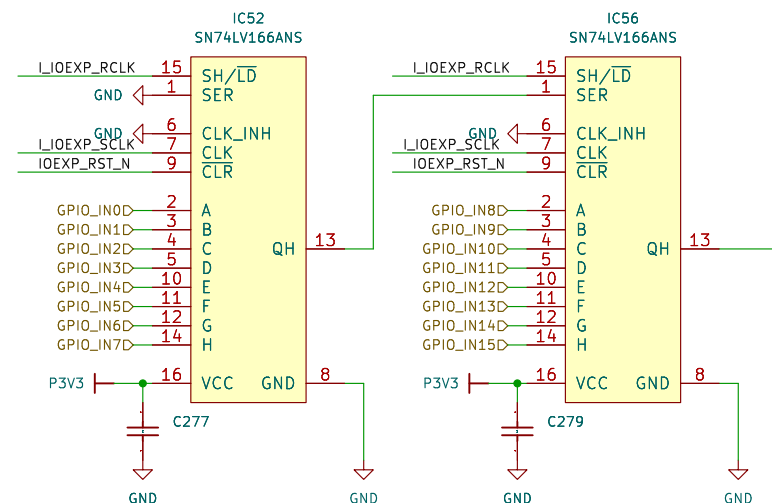 IC52
SN74LV166ANS
I_IOEXP_RCLK
15
SH/LD
GND
1
SER
GND
6
CLK_INH
I_IOEXP_SCLK
7
CLK
IOEXP_RST_N
9
CLR
GPIO_IN0
2
A
GPIO_IN1
3
B
GPIO_IN2
4
C
QH
13
GPIO_IN3
5
D
GPIO_IN4
10
E
GPIO_IN5
11
F
GPIO_IN6
12
G
GPIO_IN7
14
H
P3V3
16
VCC
GND
8
C277
GND
GND
IC56
SN74LV166ANS
I_IOEXP_RCLK
15
SH/LD
1
SER
GND
6
CLK_INH
I_IOEXP_SCLK
7
CLK
IOEXP_RST_N
9
CLR
GPIO_IN8
2
A
GPIO_IN9
3
B
GPIO_IN10
4
C
QH
13
GPIO_IN11
5
D
GPIO_IN12
10
E
GPIO_IN13
11
F
GPIO_IN14
12
G
GPIO_IN15
14
H
P3V3
16
VCC
GND
8
C279
GND
GND